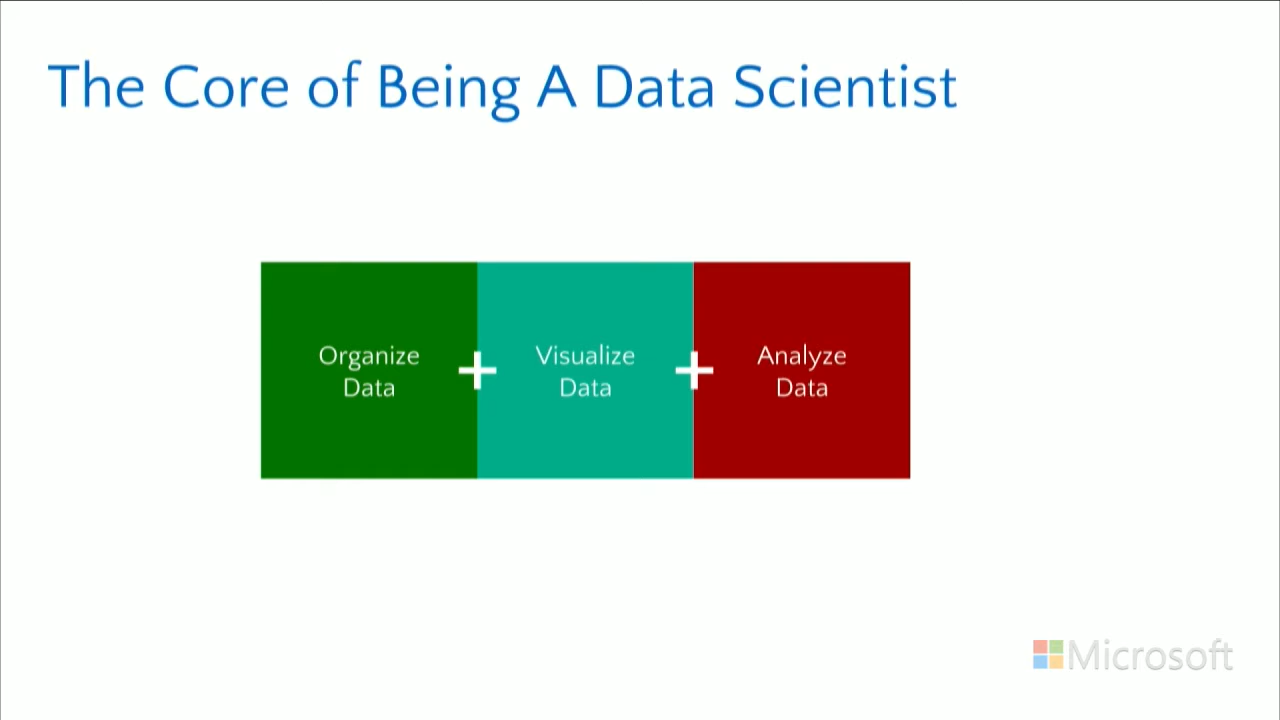 The Core of Being A Data Scientist
Organize
Data
+
Visualize
Data
+
Analyze
Data
Microsoft